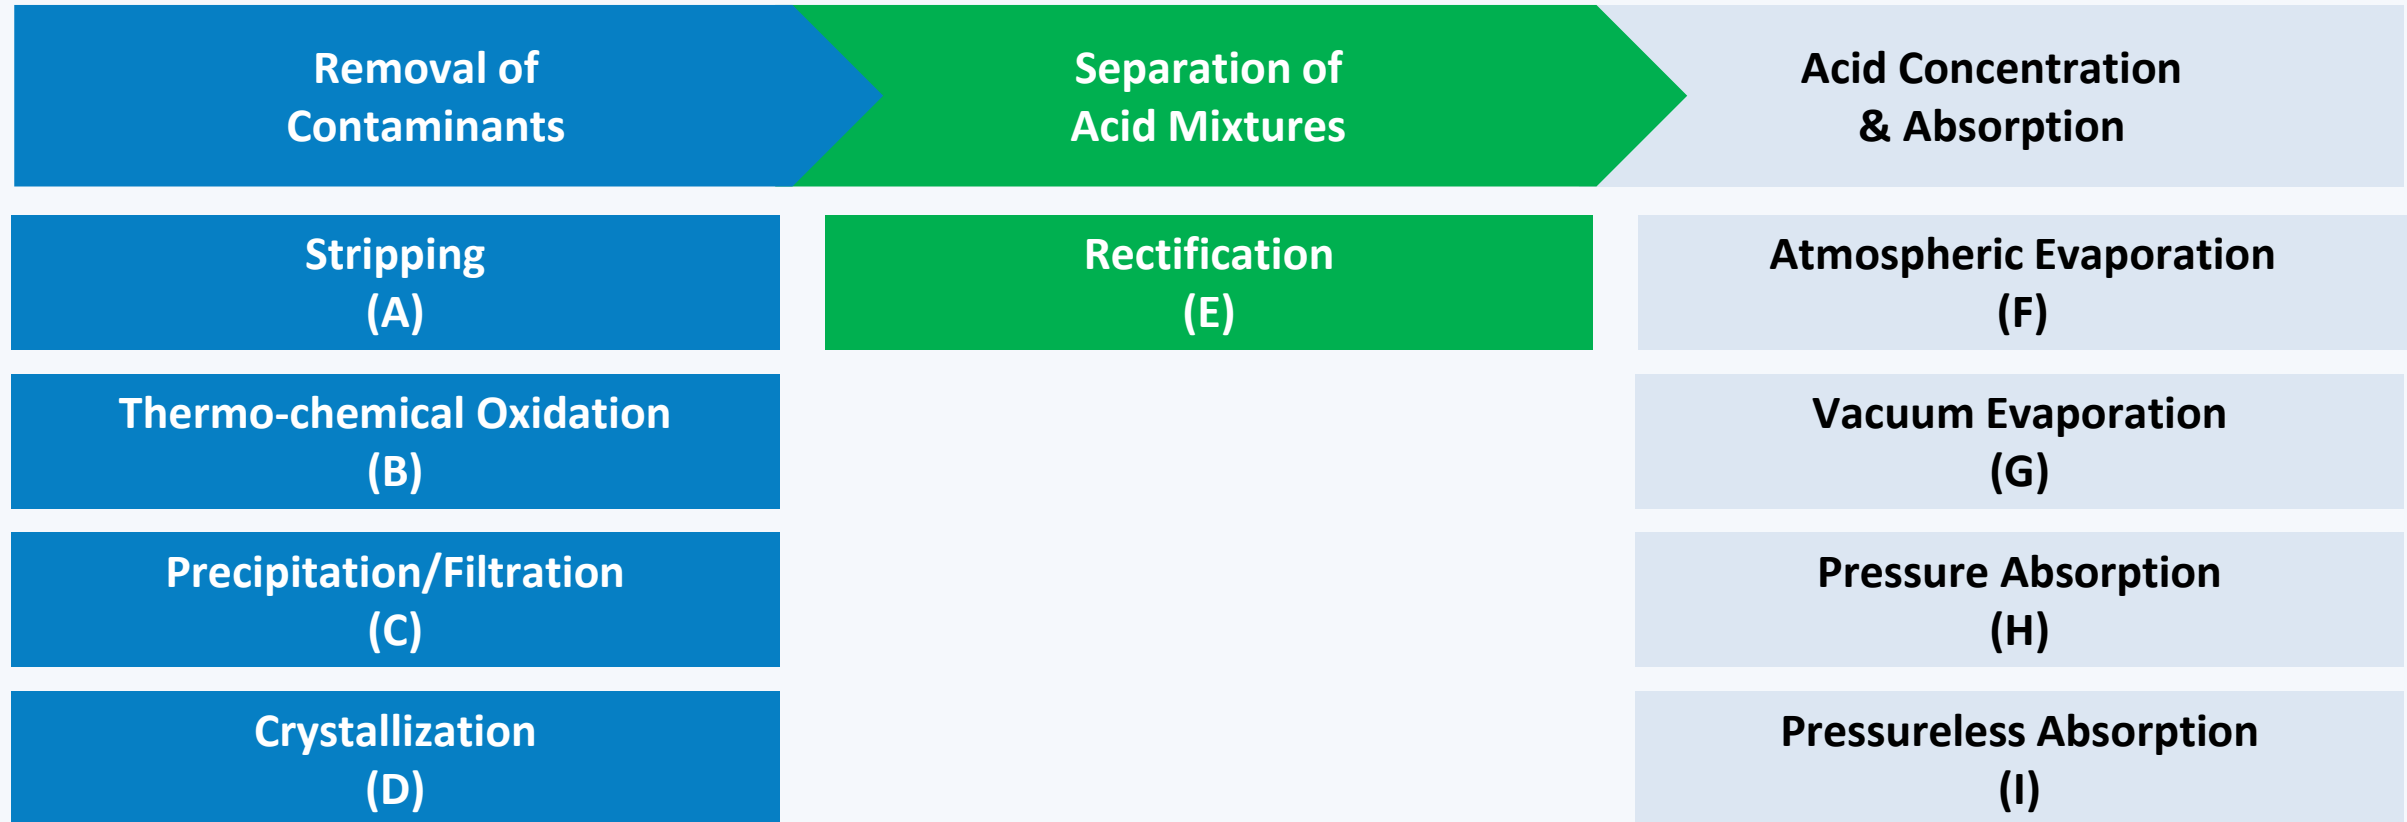 Removal of
Contaminants
Separation of
Acid Mixtures
Acid Concentration
& Absorption
Stripping
(A)
Rectification
(E)
Atmospheric Evaporation
(F)
Thermo-chemical Oxidation
(B)
Vacuum Evaporation
(G)
Precipitation/Filtration
(C)
Pressure Absorption
(H)
Crystallization
(D)
Pressureless Absorption
(I)